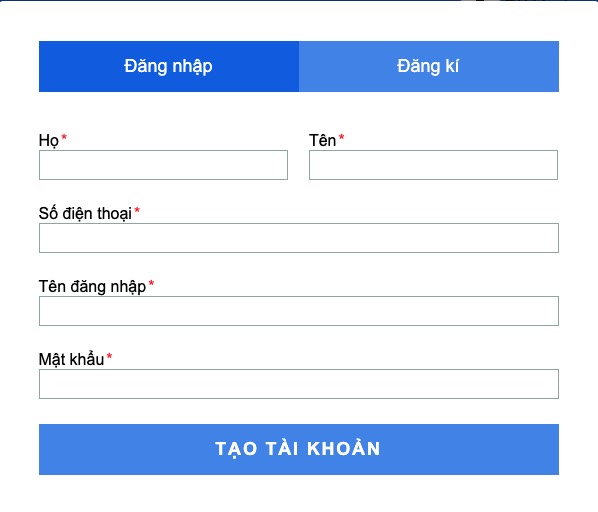 Đăng nhập Đăng kí
Họ* Tên*
Số điện thoại*
Tên đăng nhập*
Mật khẩu*
TẠO TÀI KHOẢN